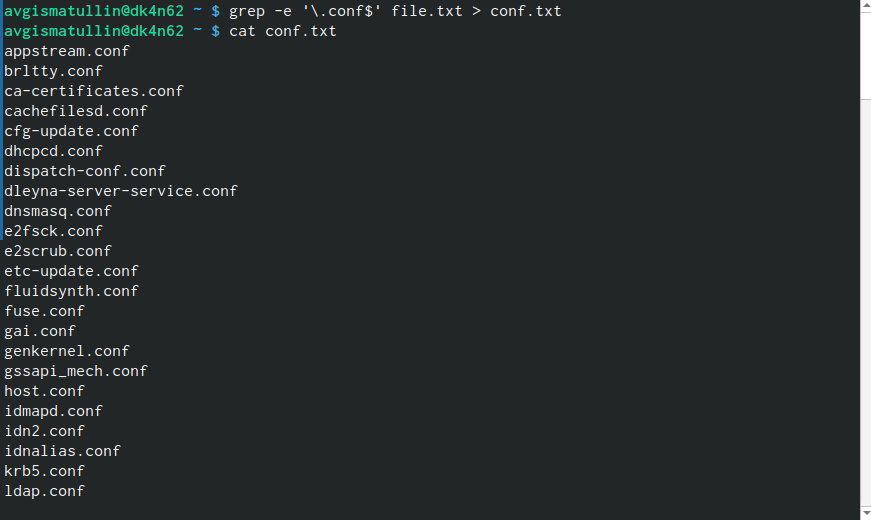 avgismatullin@dk4n62 ~ $ grep -e '\.conf$' file.txt > conf.txt
avgismatullin@dk4n62 ~ $ cat conf.txt
appstream.conf
brltty.conf
ca-certificates.conf
cachefilesd.conf
cfg-update.conf
dhcpcd.conf
dispatch-conf.conf
dleyna-server-service.conf
dnsmasq.conf
e2fsck.conf
e2scrub.conf
etc-update.conf
fluidsynth.conf
fuse.conf
gai.conf
genkernel.conf
gssapi_mech.conf
host.conf
idmapd.conf
idn2.conf
idnalias.conf
krb5.conf
ldap.conf